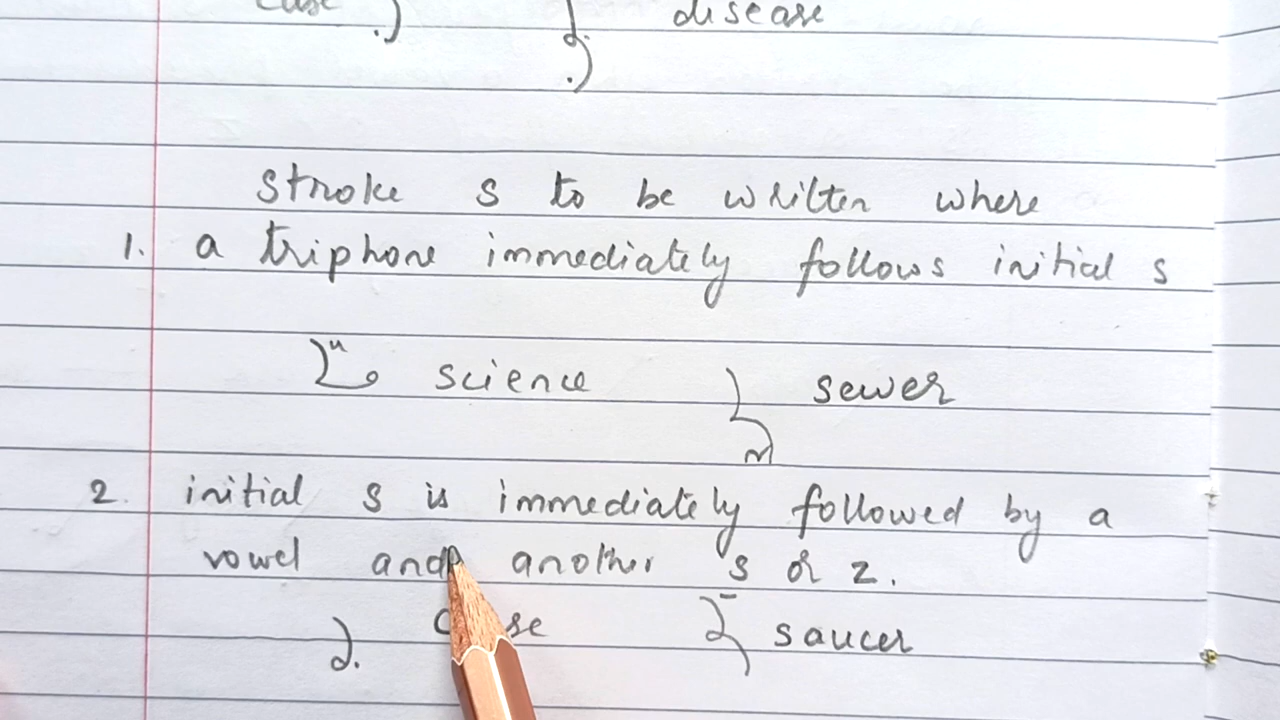 disease
stroke s to be written where
1. a triphone immediately follows initial s
science sewer
2. initial s is immediately followed by a
vowel and another s or z.
saucer